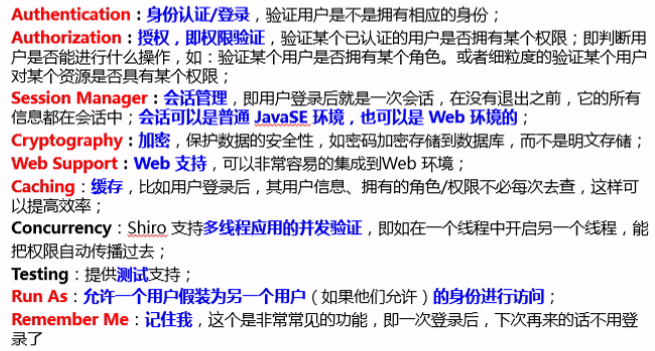 Authentication：身份认证/登录，验证用户是不是拥有相应的身份；
Authorization：授权，即权限验证，验证某个已认证的用户是否拥有某个权限；即判断用
户是否能进行什么操作，如：验证某个用户是否拥有某个角色。或者细粒度的验证某个用户
对某个资源是否具有某个权限；
Session Manager：会话管理，即用户登录后就是一次会话，在没有退出之前，它的所有
信息都在会话中；会话可以是普通 JavaSE 环境，也可以是 Web 环境的；
Cryptography：加密，保护数据的安全性，如密码加密存储到数据库，而不是明文存储；
Web Support：Web 支持，可以非常容易的集成到Web 环境；
Caching：缓存，比如用户登录后，其用户信息、拥有的角色/权限不必每次去查，这样可
以提高效率；
Concurrency：Shiro 支持多线程应用的并发验证，即如在一个线程中开启另一个线程，能
把权限自动传播过去；
Testing：提供测试支持；
Run As：允许一个用户假装为另一个用户（如果他们允许）的身份进行访问；
Remember Me：记住我，这个是非常常见的功能，即一次登录后，下次再来的话不用登
录了